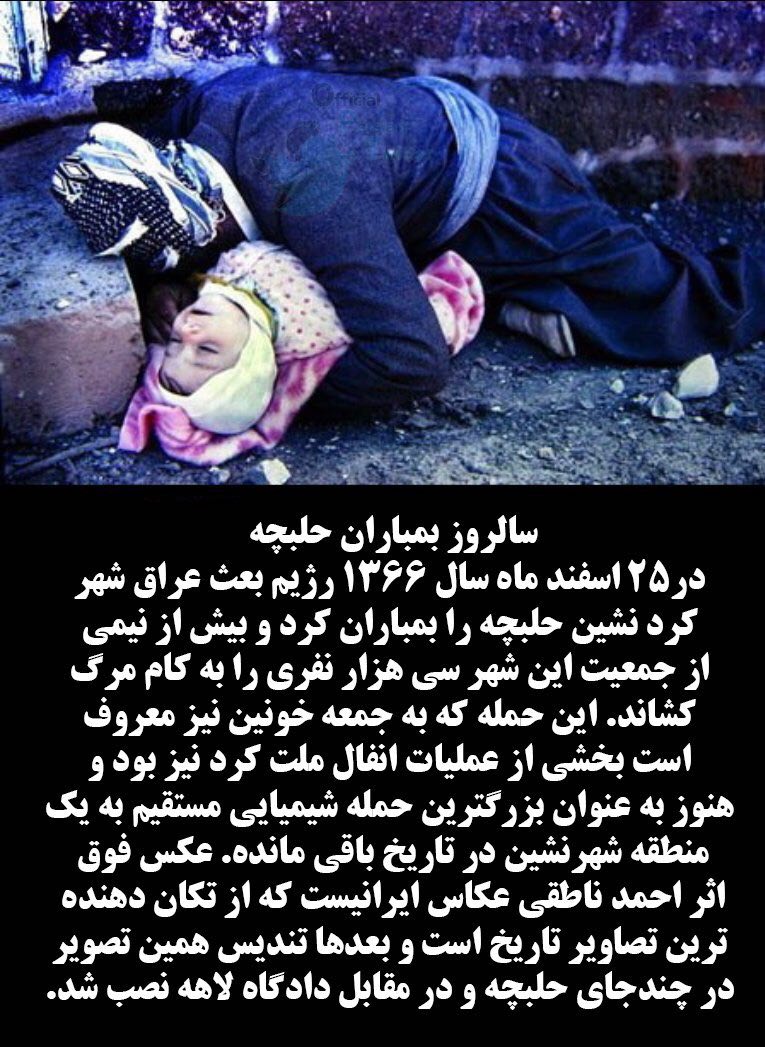 Official
سالروز بمباران حلبچه
در۲۵ اسفند ماه سال ۱۳۶۶ رژیم بعث عراق شهر
کرد نشین حلبچه را بمباران کرد و بیش از نیمی
از جمعیت این شهر سی هزار نفری را به کام مرگ
کشاند. این حمله که به جمعه خونین نیز معروف
است بخشی از عملیات انفال ملت کرد نیز بود و
هنوز به عنوان بزرگترین حمله شیمیایی مستقیم به یک
منطقه شهرنشین در تاریخ باقی مانده. عکس فوق
اثر احمد ناطقی عکاس ایرانیست که از تکان دهنده
ترین تصاویر تاریخ است و بعدها تندیس همین تصویر
در چندجای حلبچه و در مقابل دادگاه لاهه نصب شد.